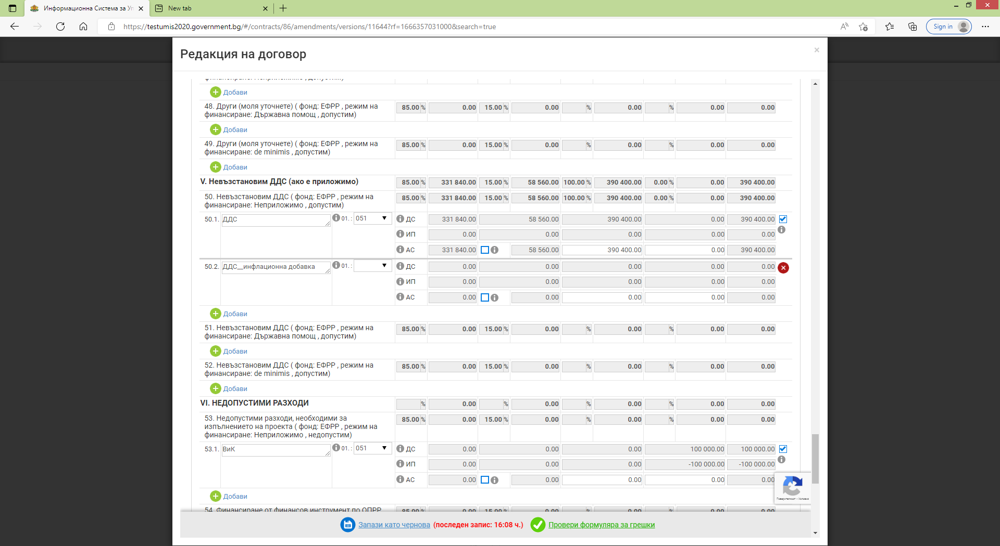 Информационна Система за Уп
New tab
https://testumis2020.government.bg/#/contracts/86/amendments/versions/11644?rf=1666357031000&search=true
Sign in
Редакция на договор
Добави
48. Други (моля уточнете) ( фонд: ЕФРР , режим на финансиране: Държавна помощ , допустим) 85.00 % 0.00 15.00 % 0.00 % 0.00 % 0.00 0.00
Добави
49. Други (моля уточнете) ( фонд: ЕФРР , режим на финансиране: de minimis , допустим) 85.00 % 0.00 15.00 % 0.00 % 0.00 % 0.00 0.00
Добави
V. Невъзстановим ДДС (ако е приложимо) 85.00 % 331 840.00 15.00 % 58 560.00 100.00 % 390 400.00 0.00 % 0.00 390 400.00
50. Невъзстановим ДДС ( фонд: ЕФРР , режим на финансиране: Неприложимо , допустим) 85.00 % 331 840.00 15.00 % 58 560.00 100.00 % 390 400.00 0.00 % 0.00 390 400.00
50.1. ДДС 01. : 051 ДС 331 840.00 58 560.00 390 400.00 0.00 390 400.00
ИП 0.00 0.00 0.00 0.00 0.00
АС 331 840.00 58 560.00 390 400.00 0.00 390 400.00
50.2. ДДС__инфлационна добавка 01. : ДС 0.00 0.00 0.00 0.00 0.00
ИП 0.00 0.00 0.00 0.00 0.00
АС 0.00 0.00 0.00 0.00 0.00
Добави
51. Невъзстановим ДДС ( фонд: ЕФРР , режим на финансиране: Държавна помощ , допустим) 85.00 % 0.00 15.00 % 0.00 % 0.00 % 0.00 0.00
Добави
52. Невъзстановим ДДС ( фонд: ЕФРР , режим на финансиране: de minimis , допустим) 85.00 % 0.00 15.00 % 0.00 % 0.00 % 0.00 0.00
Добави
VI. НЕДОПУСТИМИ РАЗХОДИ % 0.00 % 0.00 % 0.00 % 0.00 0.00
53. Недопустими разходи, необходими за изпълнението на проекта ( фонд: ЕФРР , режим на финансиране: Неприложимо , недопустим) 85.00 % 0.00 15.00 % 0.00 % 0.00 % 0.00 0.00
53.1. ВиК 01. : 051 ДС 0.00 0.00 0.00 100 000.00 100 000.00
ИП 0.00 0.00 0.00 -100 000.00 -100 000.00
АС 0.00 0.00 0.00 0.00 0.00
Добави
54. Финансиране от финансов инструмент по ОПРР 85.00 % 0.00 15.00 % 0.00 % 0.00 % 0.00 0.00
Поверителност - Условия
Запази като чернова (последен запис: 16:08 ч.) Провери формуляра за грешки